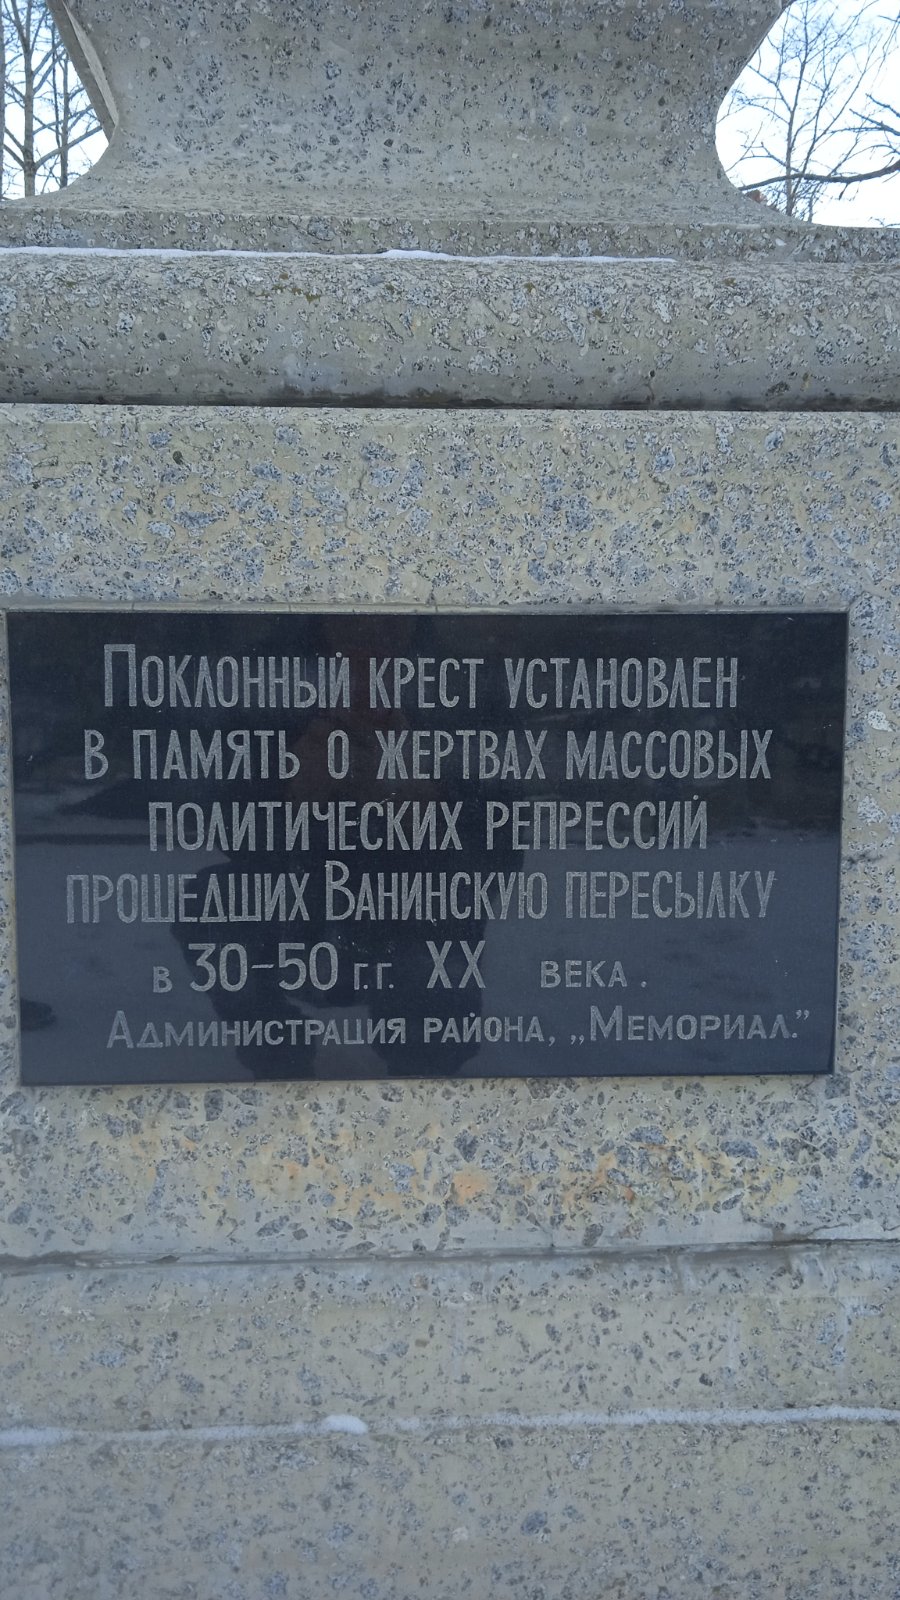 Поклонный крест установлен
в память о жертвах массовых
политических репрессий
прошедших Ванинскую пересылку
в 30-50 г.г. XX века.
Администрация района, „Мемориал.”